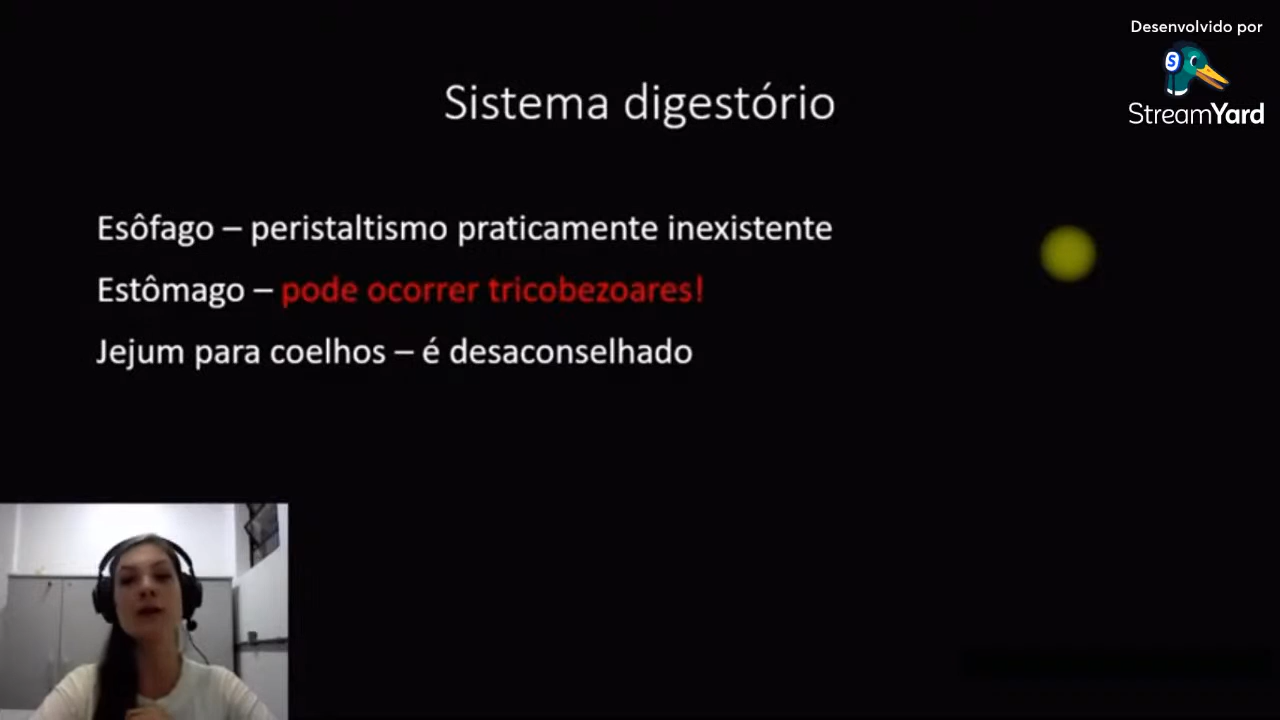 Desenvolvido por
StreamYard
Sistema digestório
Esôfago – peristaltismo praticamente inexistente
Estômago – pode ocorrer tricobezoares!
Jejum para coelhos – é desaconselhado